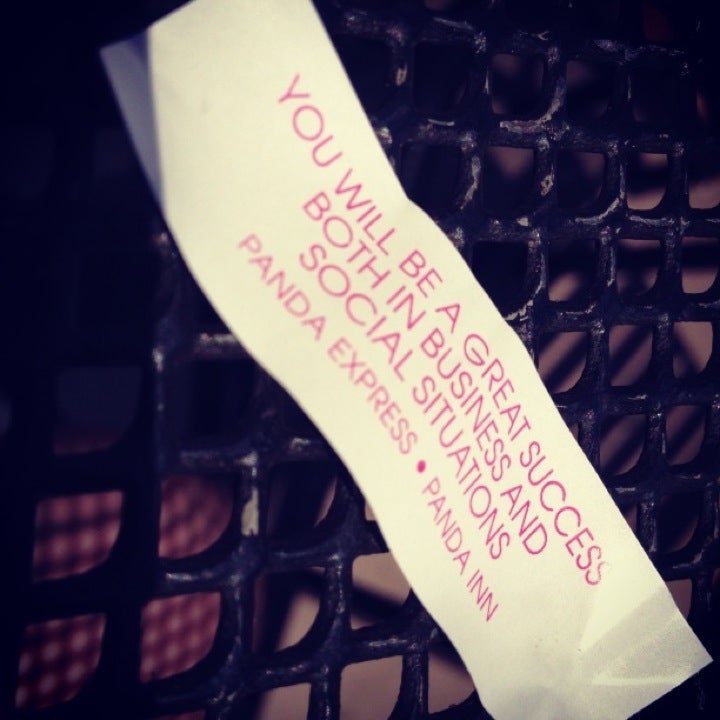 YOU WILL BE A GREAT SUCCESS
BOTH IN BUSINESS AND
SOCIAL SITUATIONS
PANDA EXPRESS • PANDA INN